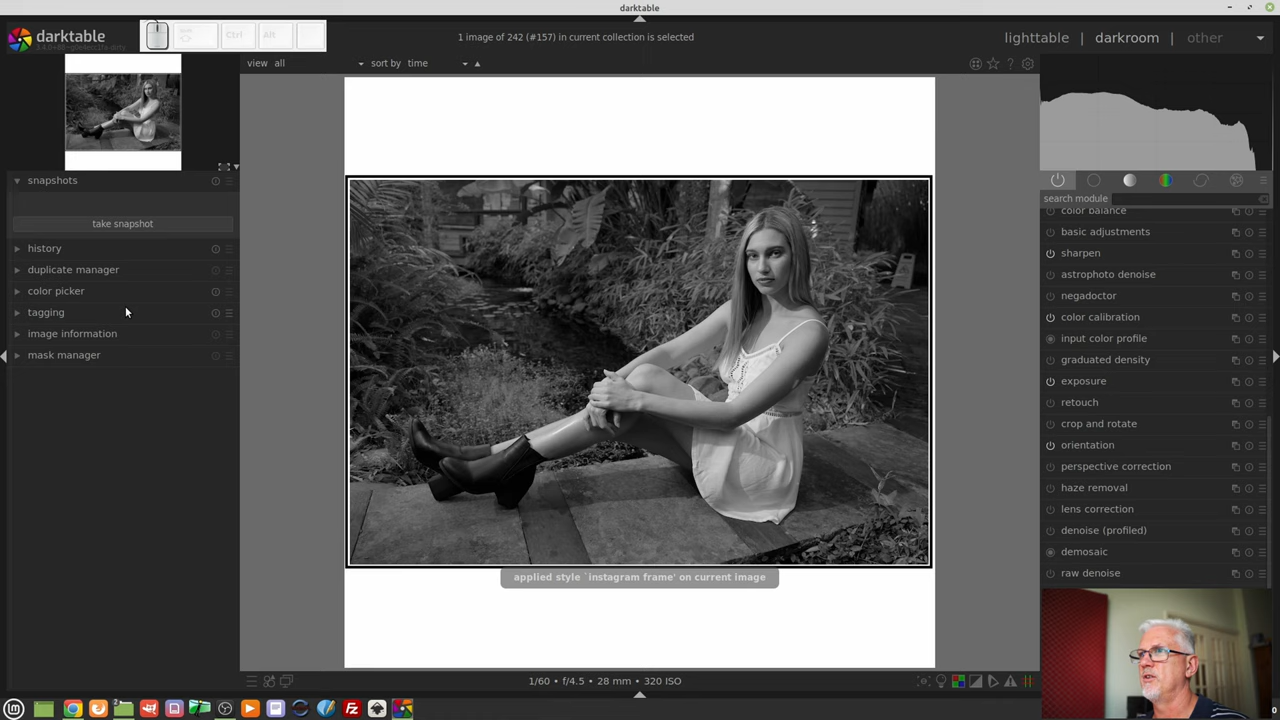 darktable
darktable
Ctrl
Alt
1 image of 242 (#157) in current collection is selected
lighttable | darkroom | other
view all
sort by time
snapshots
take snapshot
history
duplicate manager
color picker
tagging
image information
mask manager
applied style `instagram frame' on current image
1/60 • f/4.5 • 28 mm • 320 ISO
search module
color balance
basic adjustments
sharpen
astrophoto denoise
negadoctor
color calibration
input color profile
graduated density
exposure
retouch
crop and rotate
orientation
perspective correction
haze removal
lens correction
denoise (profiled)
demosaic
raw denoise